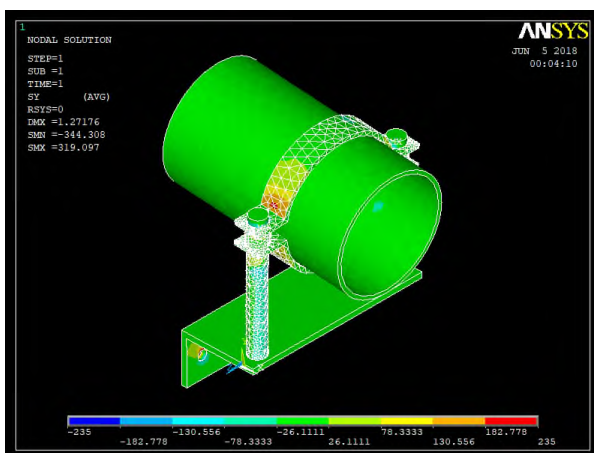 1
NODAL SOLUTION
STEP=1
SUB =1
TIME=1
SY (AVG)
RSYS=0
DMX =1.27176
SMN =-344.308
SMX =319.097
ANSYS
JUN 5 2018
00:04:10
-235 -130.556 -26.1111 78.3333 182.778
-182.778 -78.3333 26.1111 130.556 235